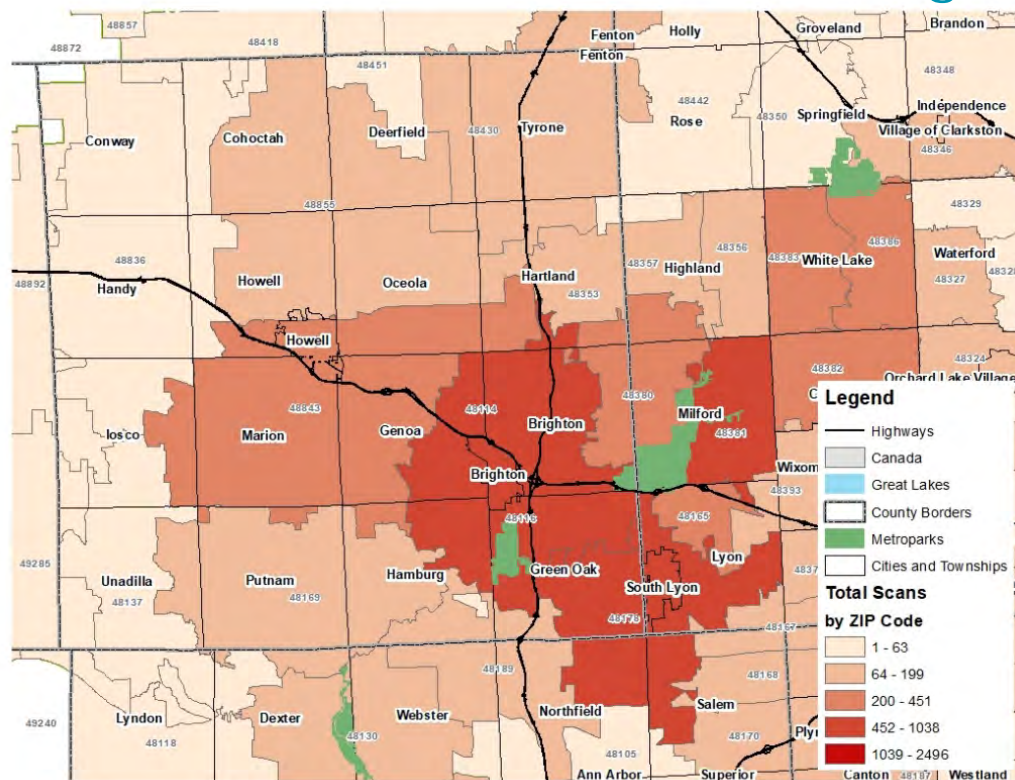 48857
Fenton
Holly
Groveland
Brandon
48872
48418
Fenton
48451
48348
48442
48350
Springfield
Independence
Conway
Cohoctah
Deerfield
48430
Tyrone
Rose
Village of Clarkston
48346
48855
48329
48836
48356
48386
48892
Handy
Howell
Oceola
Hartland
48357
Highland
48383
White Lake
Waterford
48327
48353
Howell
48324
48382
Orchard Lake Village
48843
48114
48380
Milford
Iosco
Marion
Genoa
Brighton
48381
Brighton
Wixom
48393
48116
48165
49285
Unadilla
Putnam
Hamburg
Green Oak
Lyon
48137
48169
South Lyon
48178
48167
48189
48168
Lyndon
Dexter
Webster
Northfield
Salem
49240
48118
48130
48105
48170
Ann Arbor
Superior
Canton
48187
Westland
Legend
Highways
Canada
Great Lakes
County Borders
Metroparks
Cities and Townships
Total Scans
by ZIP Code
1 - 63
64 - 199
200 - 451
452 - 1038
1039 - 2496